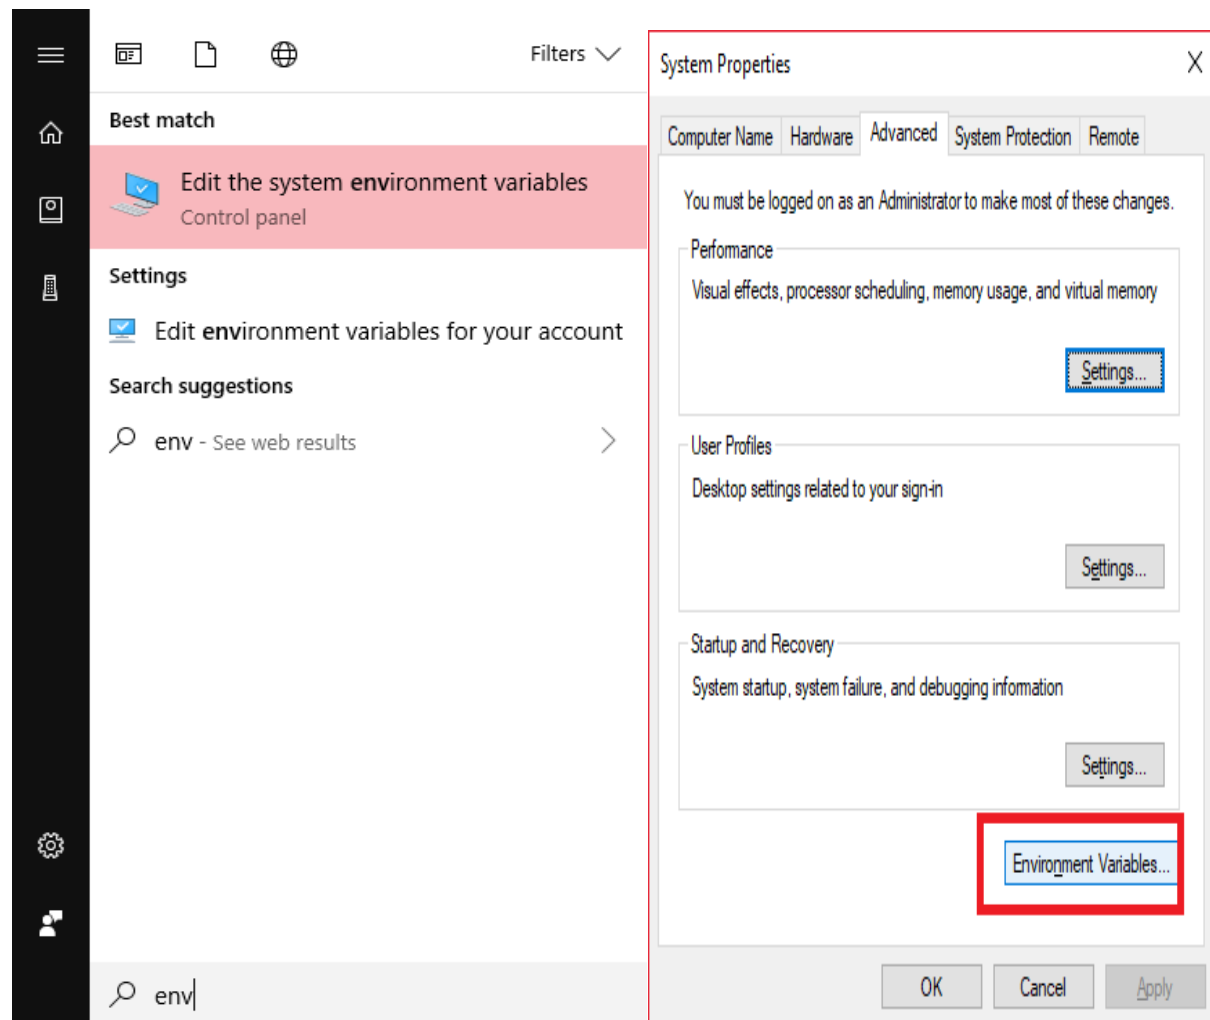 Filters
Best match
Edit the system environment variables
Control panel
Settings
Edit environment variables for your account
Search suggestions
env - See web results
env
System Properties
Computer Name Hardware Advanced System Protection Remote
You must be logged on as an Administrator to make most of these changes.
Performance
Visual effects, processor scheduling, memory usage, and virtual memory
Settings...
User Profiles
Desktop settings related to your sign-in
Settings...
Startup and Recovery
System startup, system failure, and debugging information
Settings...
Environment Variables...
OK Cancel Apply